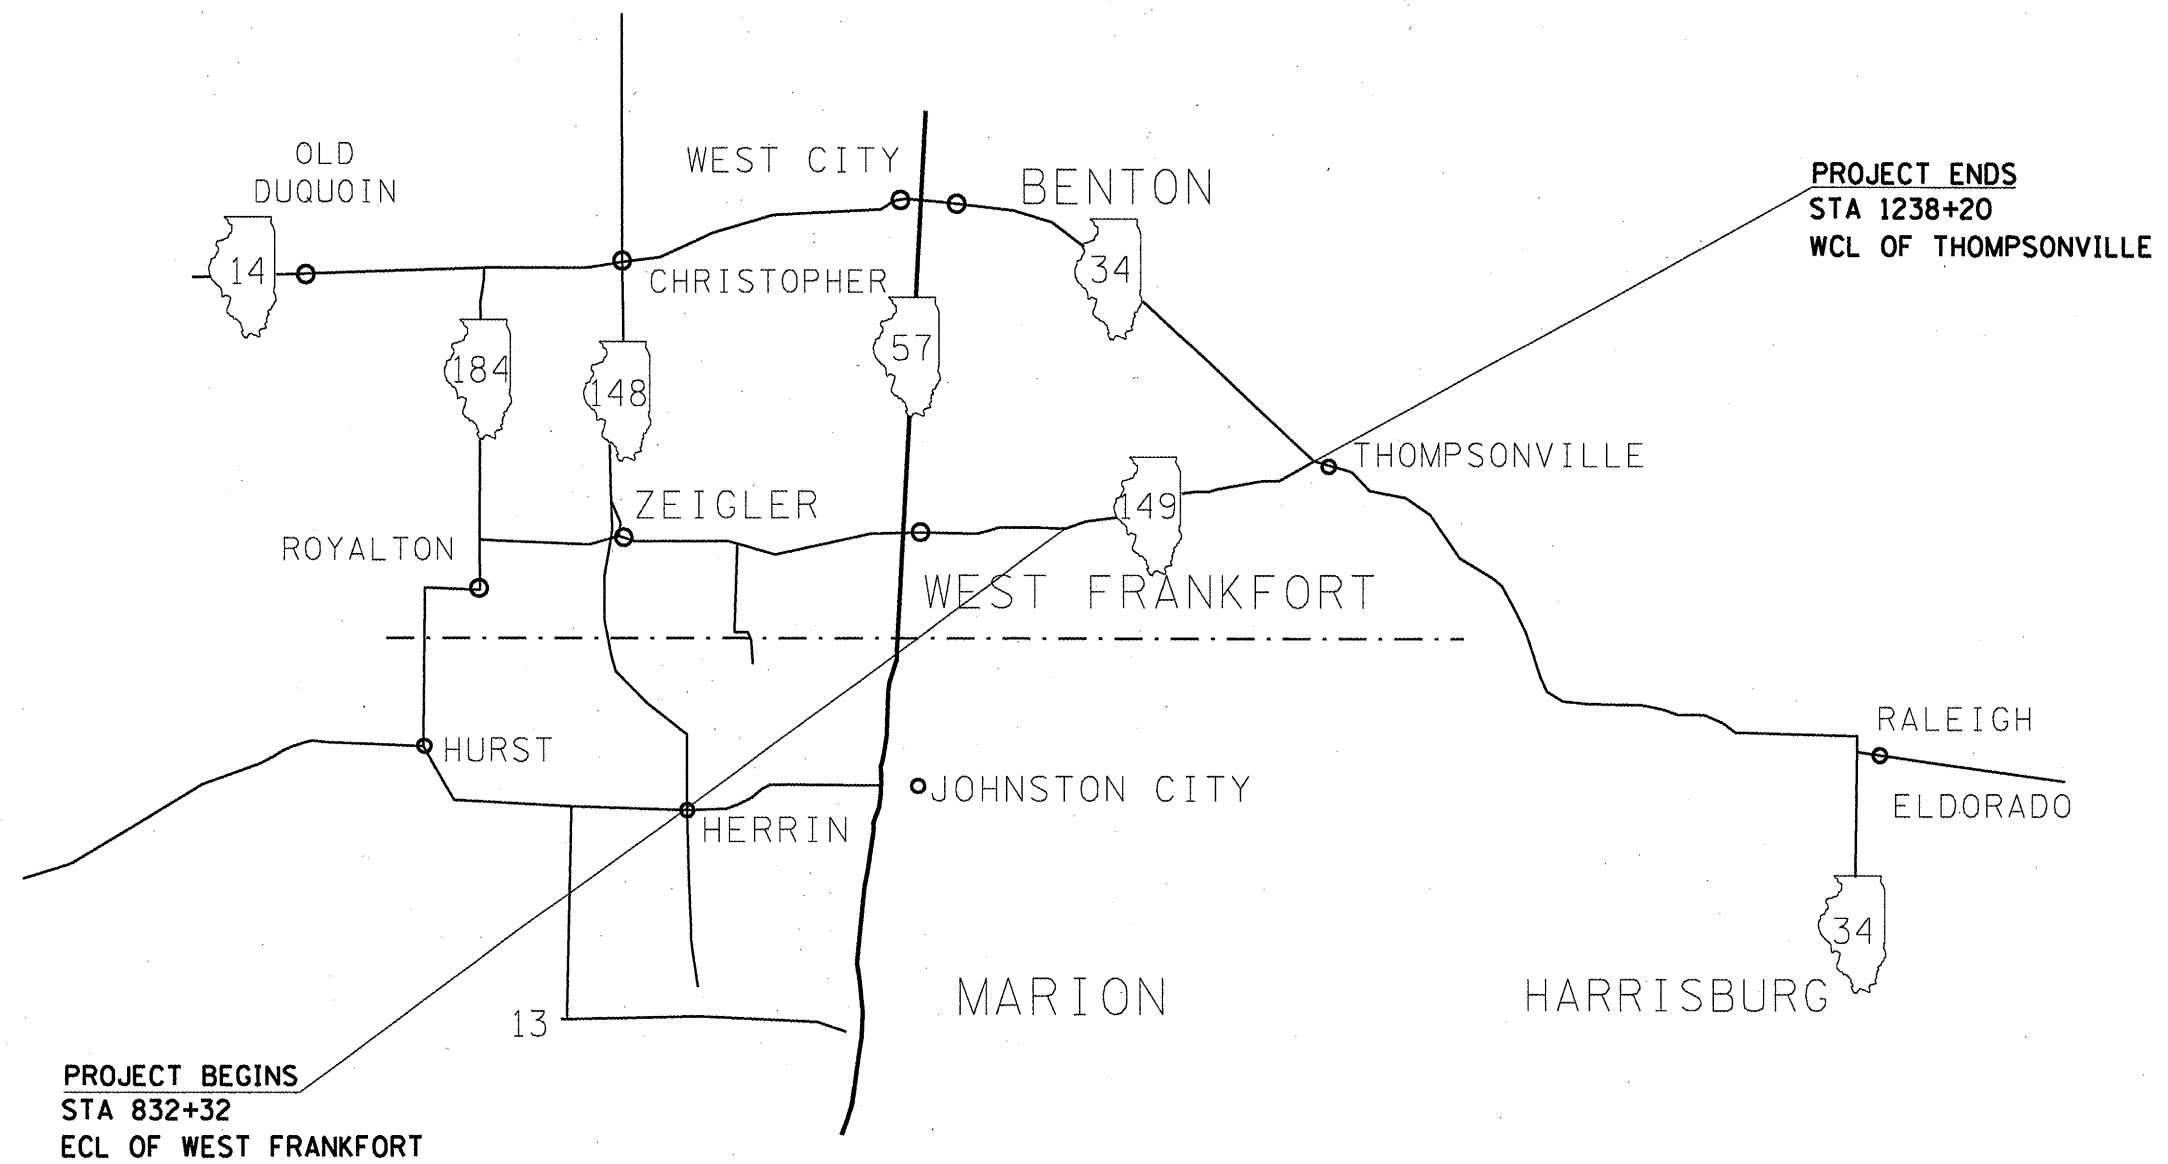 OLD
DUQUOIN
WEST CITY
BENTON
PROJECT ENDS
STA 1238+20
WCL OF THOMPSONVILLE
14
CHRISTOPHER
34
184
148
57
THOMPSONVILLE
149
ZEIGLER
ROYALTON
WEST FRANKFORT
HURST
RALEIGH
JOHNSTON CITY
ELDORADO
HERRIN
34
MARION
HARRISBURG
13
PROJECT BEGINS
STA 832+32
ECL OF WEST FRANKFORT